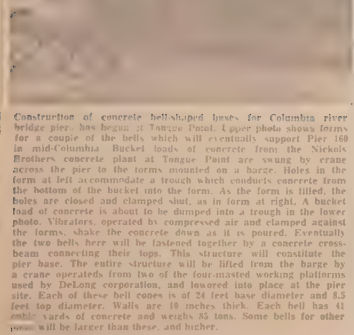 Construction of concrete bell-shaped bases for Columbia river
bridge pier, has begun at Tongue Point. Upper photo shows forms
for a couple of the bells which will eventually support Pier 160
in mid-Columbia Bucket loads of concrete from the Nickols
Brothers concrete plant at Tongue Point are swung by crane
across the pier to the forms mounted on a barge. Holes in the
form at left accommodate a trough which conducts concrete from
the bottom of the bucket into the form. As the form is filled, the
holes are closed and clamped shut, as in form at right. A bucket
load of concrete is about to be dumped into a trough in the lower
photo. Vibrators, operated by compressed air and clamped against
the forms, shake the concrete down as it is poured. Eventually
the two bells here will be fastened together by a concrete cross-
beam connecting their tops. This structure will constitute the
pier base. The entire structure will be lifted from the barge by
a crane operateds from two of the four-masted working platforms
used by DeLong corporation, and lowered into place at the pier
site. Each of these bell cones is of 24 feet base diameter and 8.5
feet top diameter. Walls are 10 inches thick. Each bell has 41
cubic yards of concrete and weighs 85 tons. Some bells for other
will be larger than these, and higher.